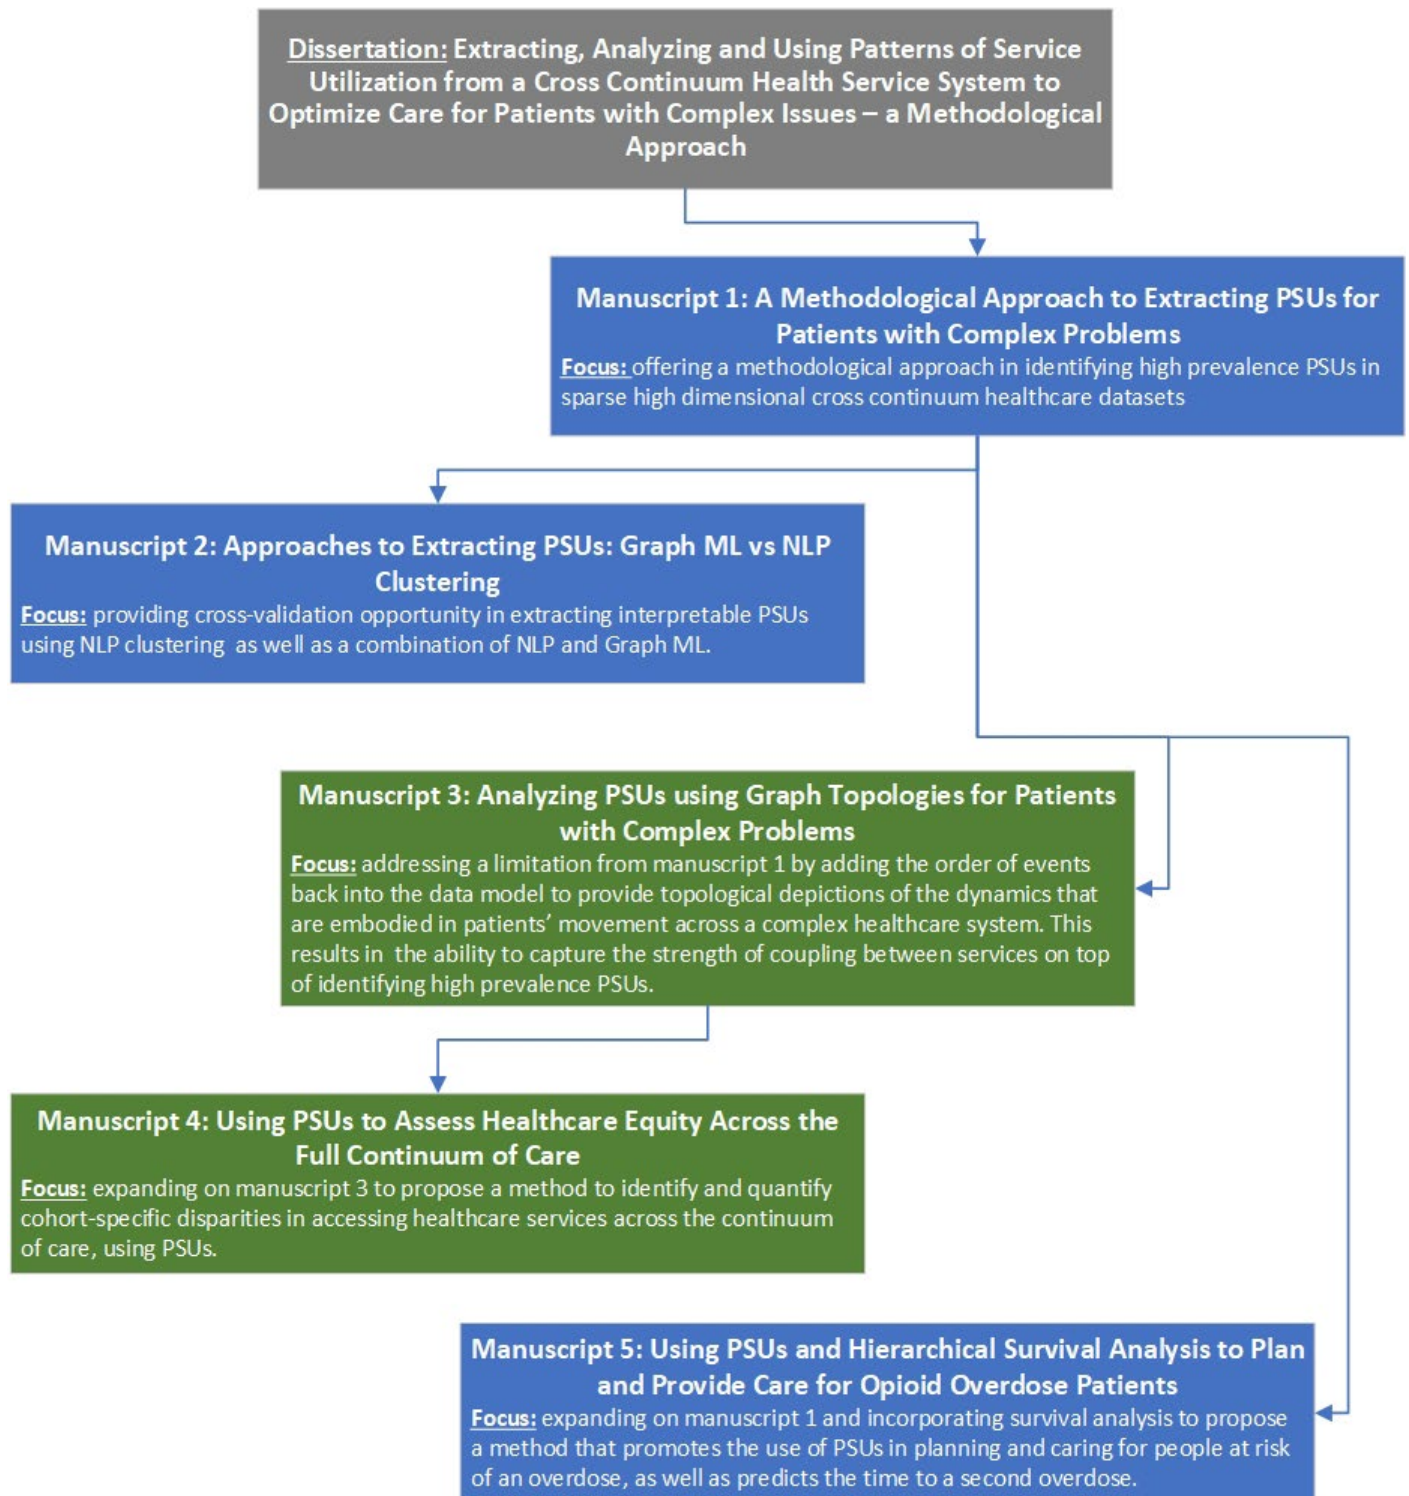 Dissertation: Extracting, Analyzing and Using Patterns of Service
Utilization from a Cross Continuum Health Service System to
Optimize Care for Patients with Complex Issues – a Methodological
Approach
Manuscript 1: A Methodological Approach to Extracting PSUs for
Patients with Complex Problems
Focus: offering a methodological approach in identifying high prevalence PSUs in
sparse high dimensional cross continuum healthcare datasets
Manuscript 2: Approaches to Extracting PSUs: Graph ML vs NLP
Clustering
Focus: providing cross-validation opportunity in extracting interpretable PSUs
using NLP clustering as well as a combination of NLP and Graph ML.
Manuscript 3: Analyzing PSUs using Graph Topologies for Patients
with Complex Problems
Focus: addressing a limitation from manuscript 1 by adding the order of events
back into the data model to provide topological depictions of the dynamics that
are embodied in patients’ movement across a complex healthcare system. This
results in the ability to capture the strength of coupling between services on top
of identifying high prevalence PSUs.
Manuscript 4: Using PSUs to Assess Healthcare Equity Across the
Full Continuum of Care
Focus: expanding on manuscript 3 to propose a method to identify and quantify
cohort-specific disparities in accessing healthcare services across the continuum
of care, using PSUs.
Manuscript 5: Using PSUs and Hierarchical Survival Analysis to Plan
and Provide Care for Opioid Overdose Patients
Focus: expanding on manuscript 1 and incorporating survival analysis to propose
a method that promotes the use of PSUs in planning and caring for people at risk
of an overdose, as well as predicts the time to a second overdose.